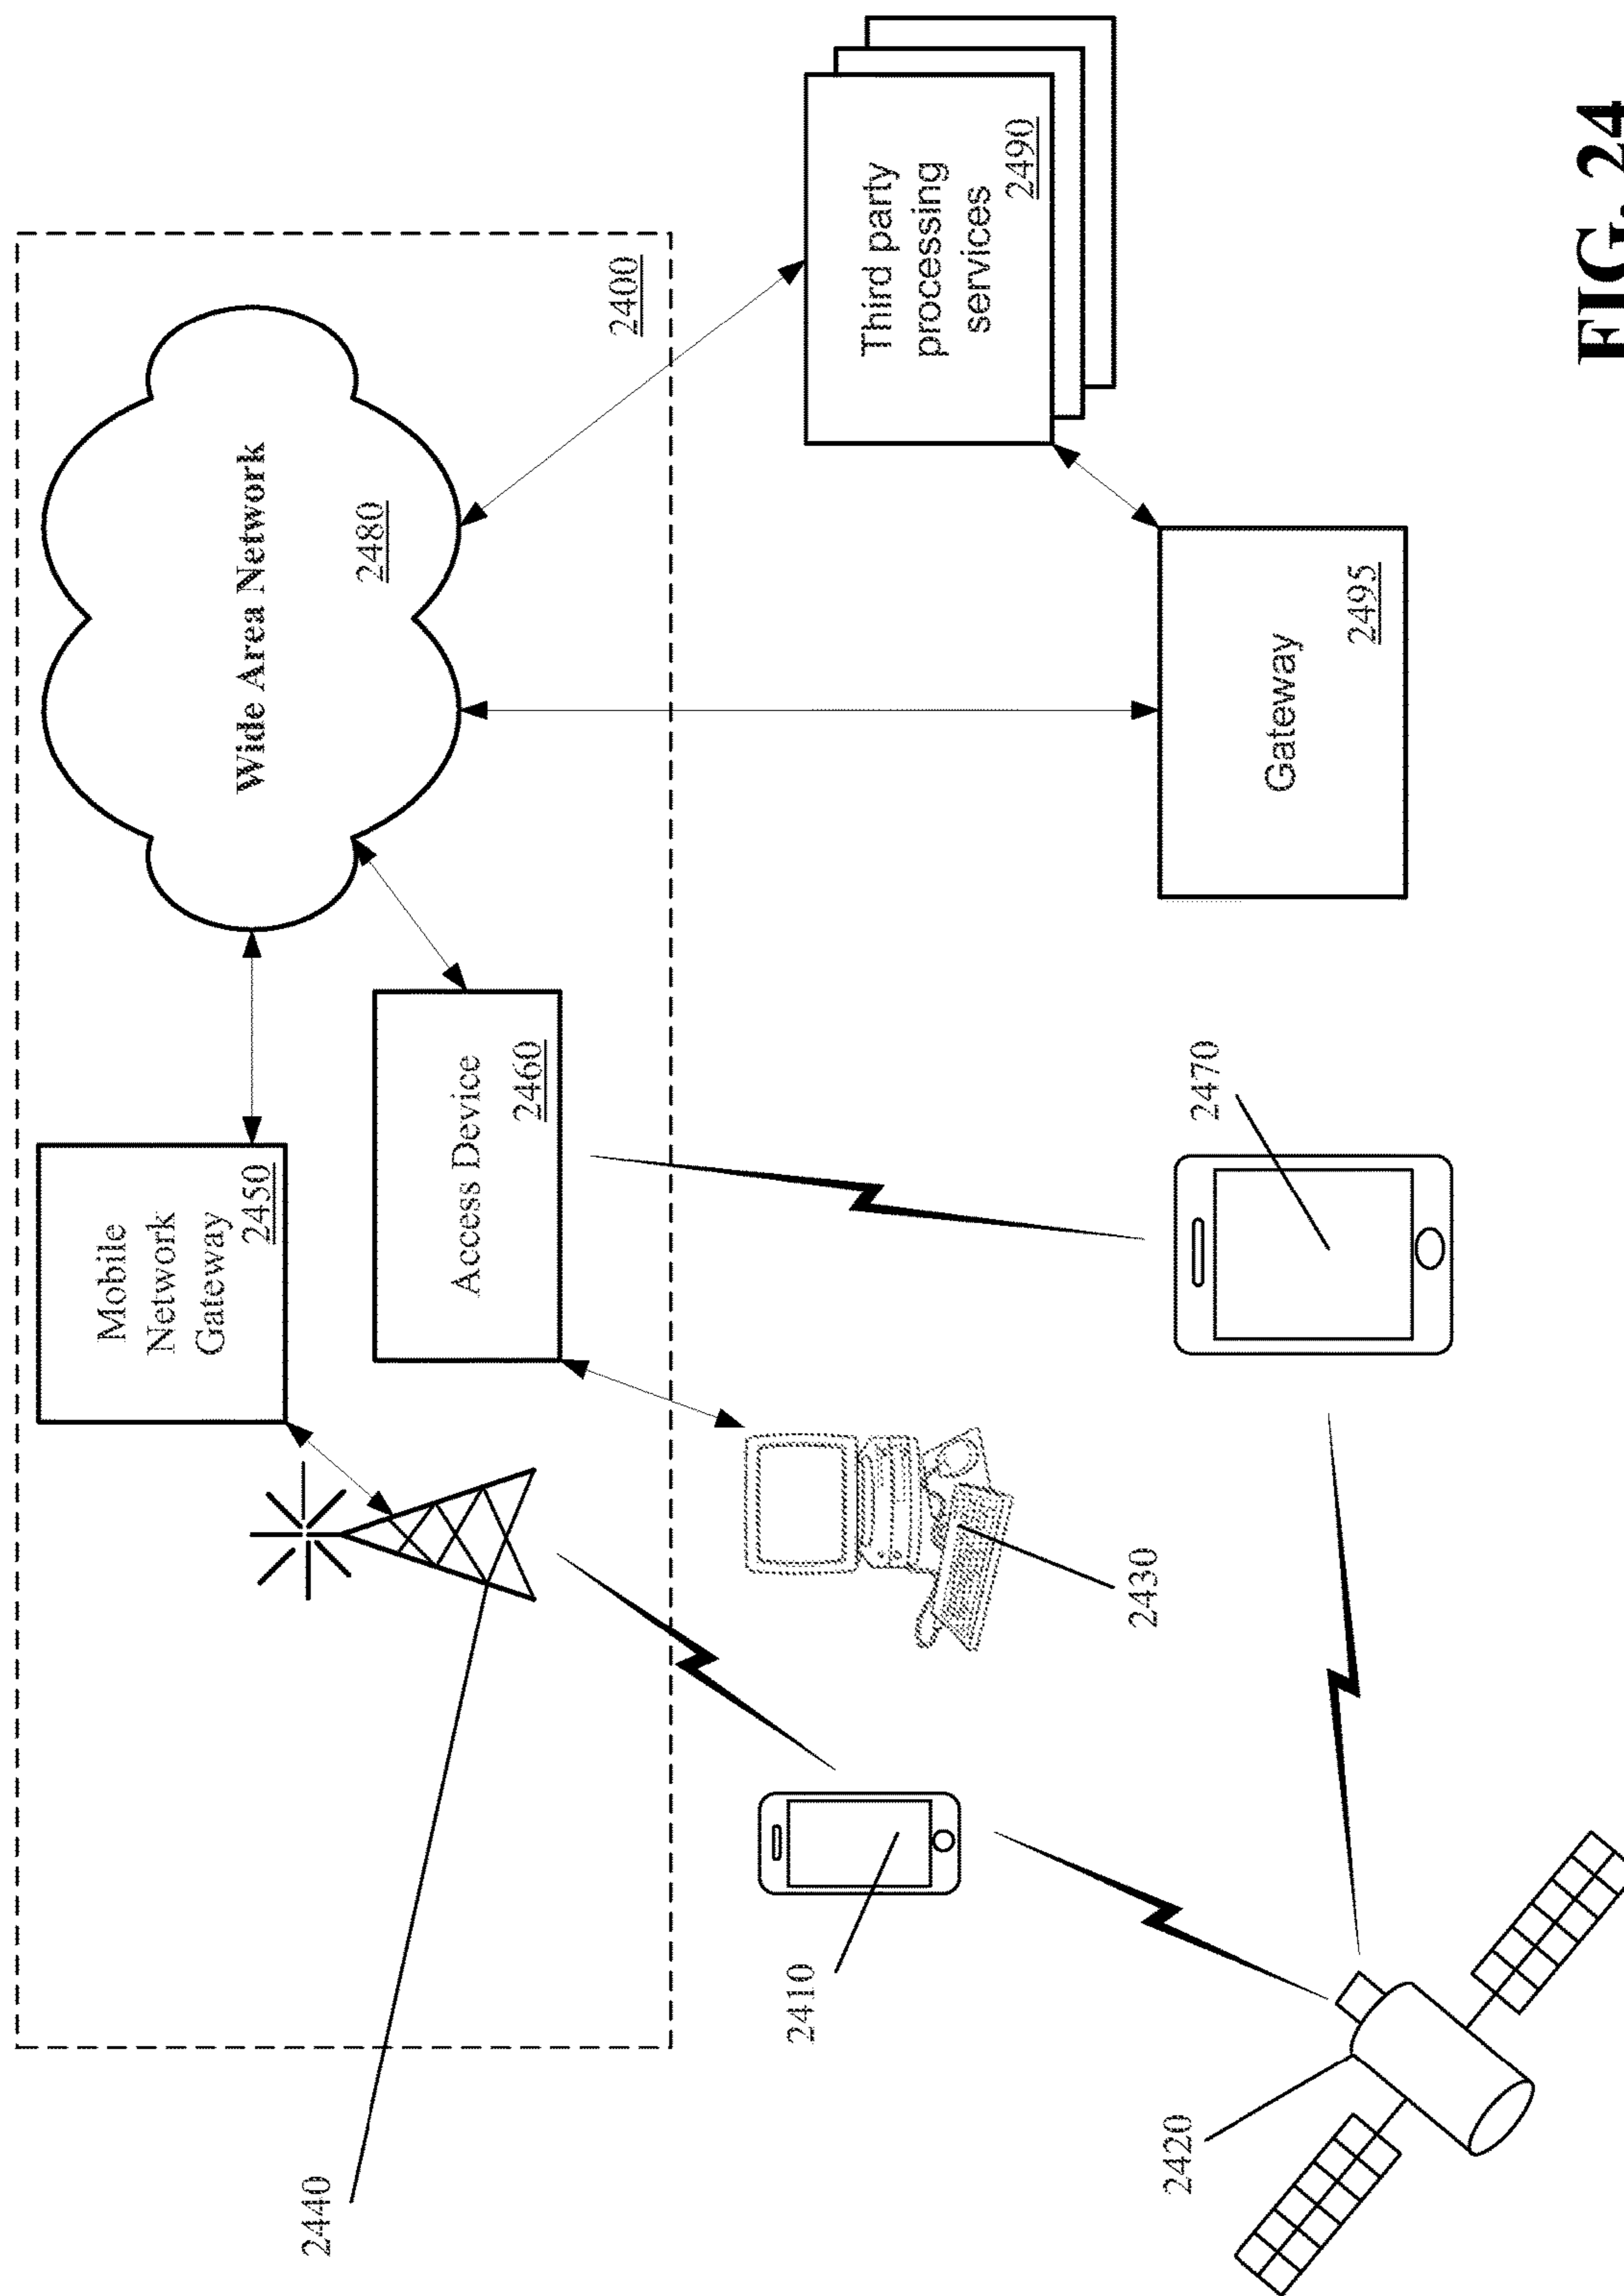 2440
Mobile
Network
Gateway
2450
Wide Area Network
2480
Access Device
2460
2400
2410
2430
Third party
processing
services
2490
2420
2470
Gateway
2495
FIG. 24